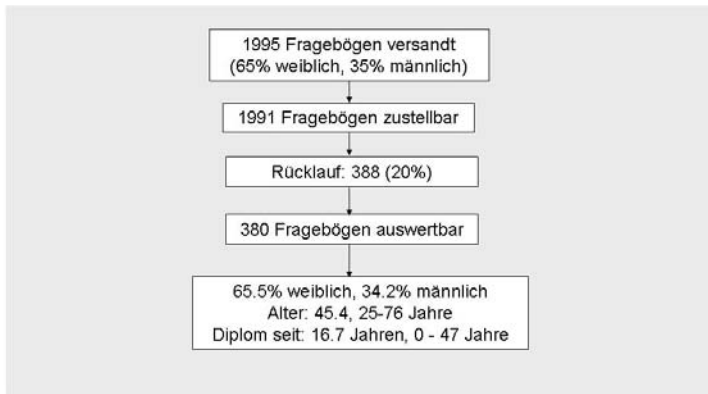 1995 Fragebögen versandt
(65% weiblich, 35% männlich)
1991 Fragebögen zustellbar
Rücklauf: 388 (20%)
380 Fragebögen auswertbar
65.5% weiblich, 34.2% männlich
Alter: 45.4, 25-76 Jahre
Diplom seit: 16.7 Jahren, 0 - 47 Jahre